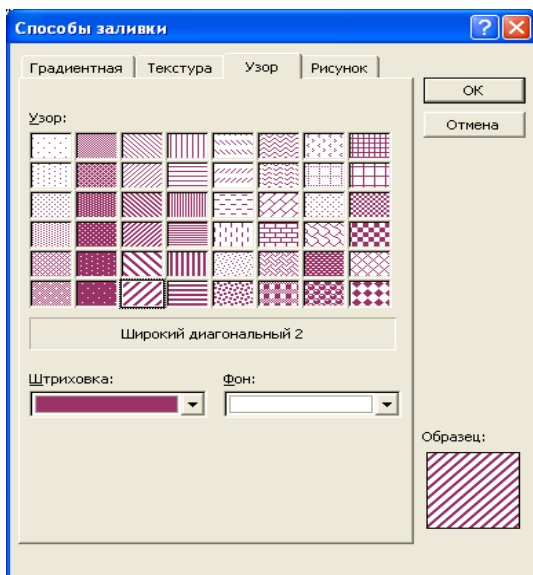 Способы заливки
Градиентная Текстура Узор Рисунок
ОК
Отмена
Узор:
Широкий диагональный 2
Штриховка: Фон:
Образец: